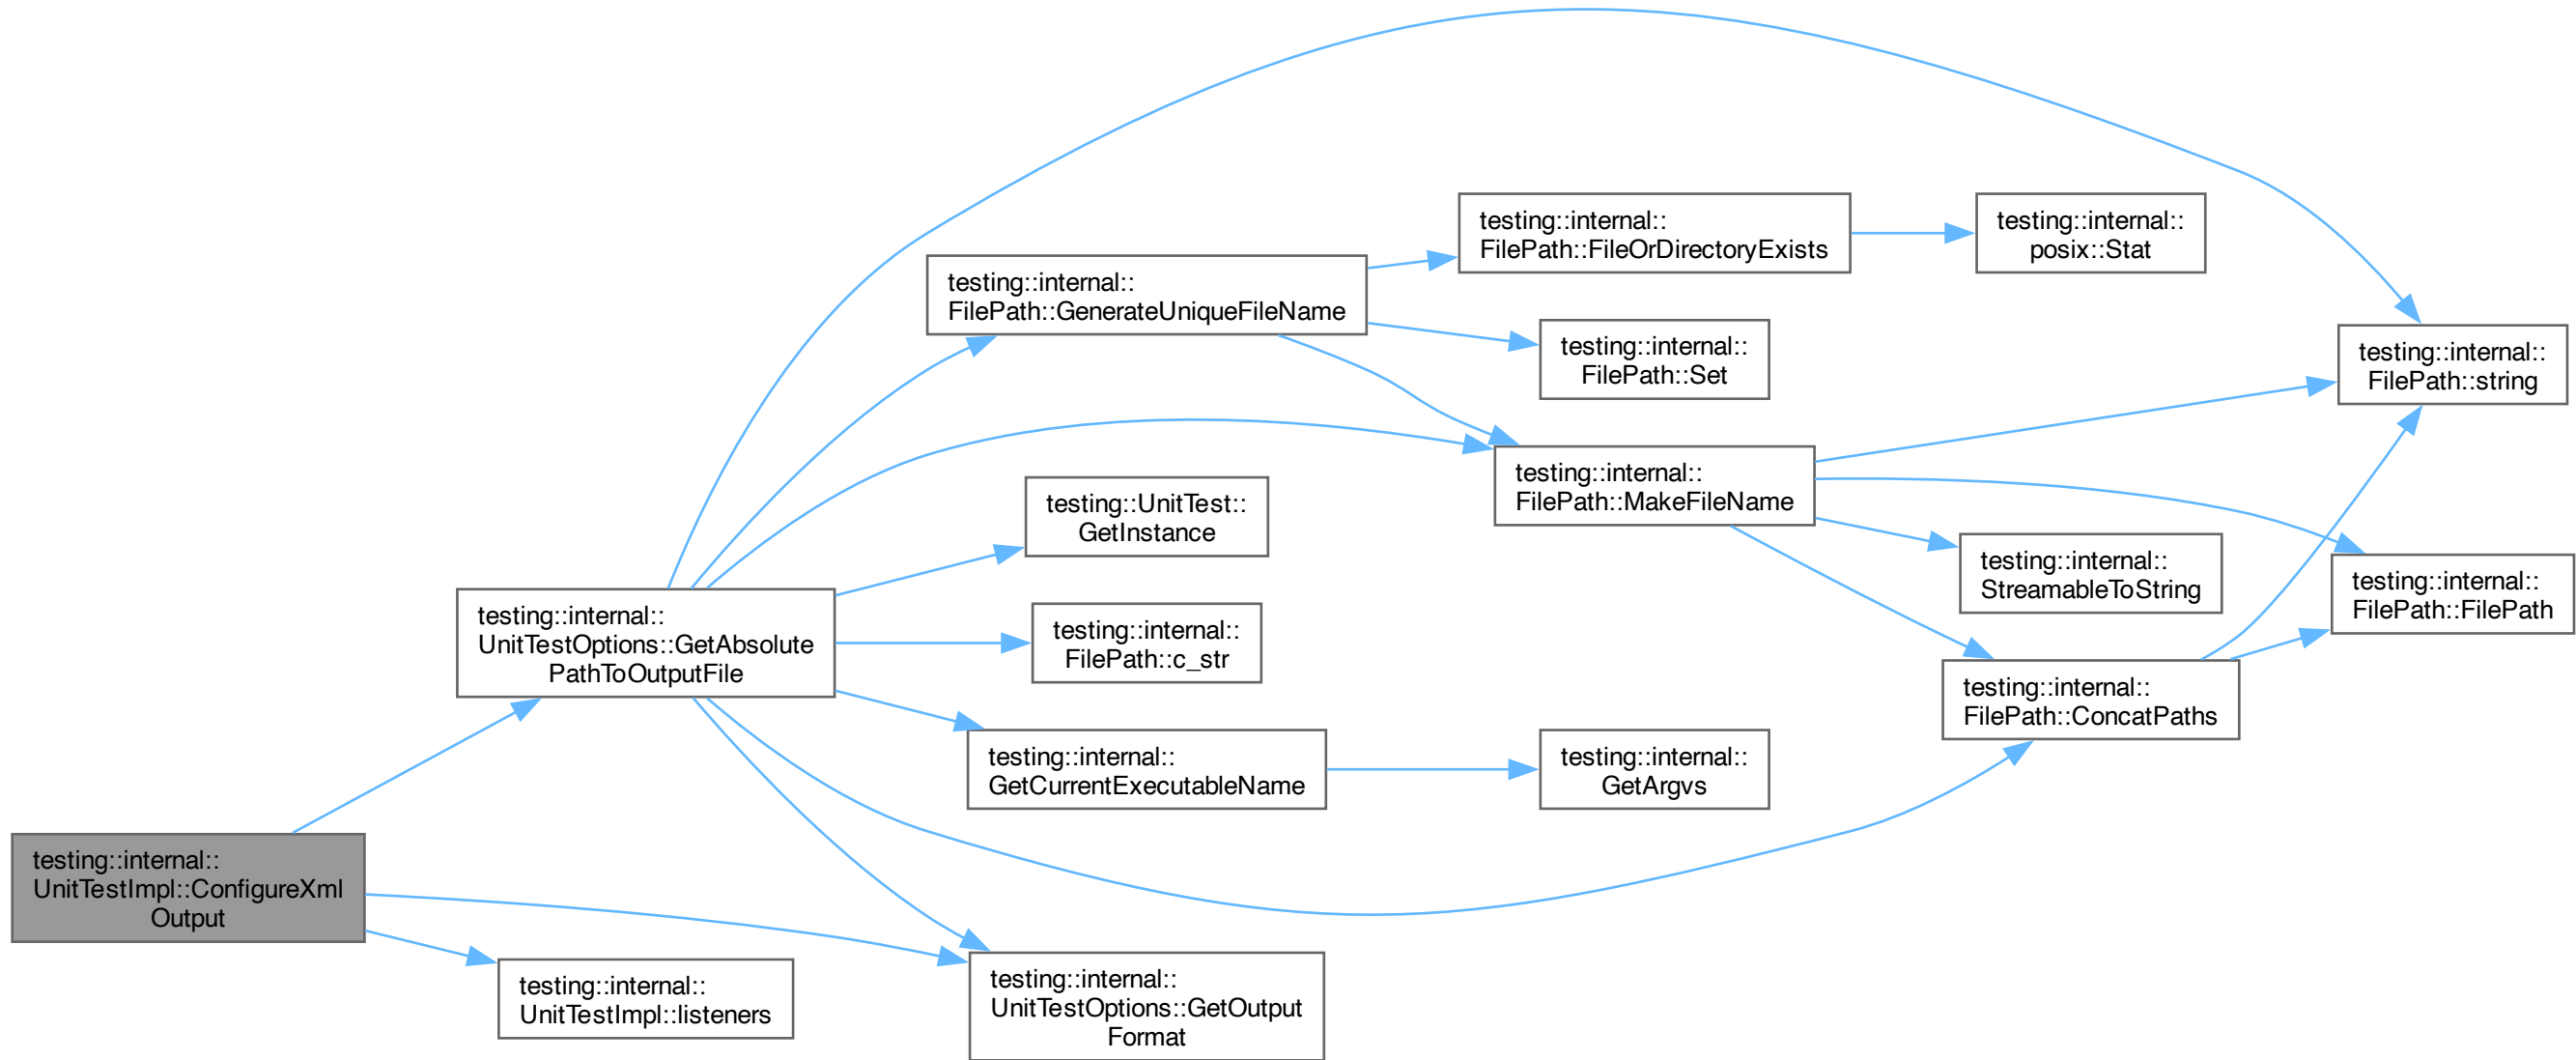 testing::internal::
FilePath::FileOrDirectoryExists
testing::internal::
posix::Stat
testing::internal::
FilePath::GenerateUniqueFileName
testing::internal::
FilePath::Set
testing::internal::
FilePath::string
testing::internal::
FilePath::MakeFileName
testing::UnitTest::
GetInstance
testing::internal::
StreamableToString
testing::internal::
FilePath::FilePath
testing::internal::
UnitTestOptions::GetAbsolute
PathToOutputFile
testing::internal::
FilePath::c_str
testing::internal::
FilePath::ConcatPaths
testing::internal::
GetCurrentExecutableName
testing::internal::
GetArgvs
testing::internal::
UnitTestImpl::ConfigureXml
Output
testing::internal::
UnitTestImpl::listeners
testing::internal::
UnitTestOptions::GetOutput
Format